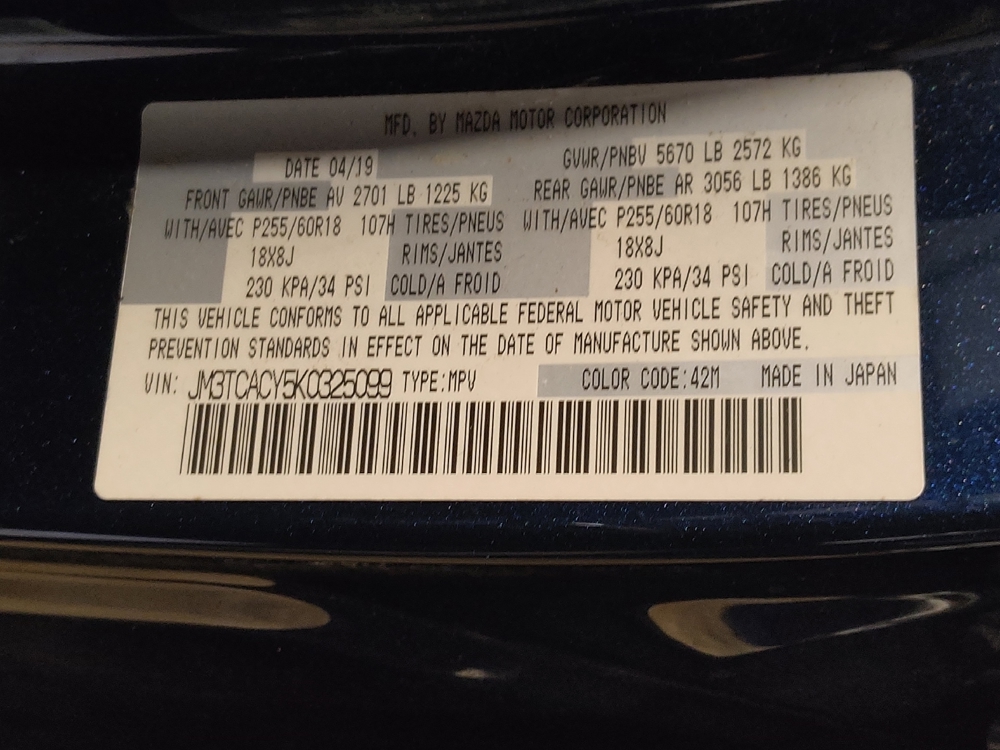 MFD. BY MAZDA MOTOR CORPORATION
DATE 04/19 GVWR/PNBV 5670 LB 2572 KG
FRONT GAWR/PNBE AV 2701 LB 1225 KG REAR GAWR/PNBE AR 3056 LB 1386 KG
WITH/AVEC P255/60R18 107H TIRES/PNEUS WITH/AVEC P255/60R18 107H TIRES/PNEUS
18X8J RIMS/JANTES 18X8J RIMS/JANTES
230 KPA/34 PSI COLD/A FROID 230 KPA/34 PSI COLD/A FROID
THIS VEHICLE CONFORMS TO ALL APPLICABLE FEDERAL MOTOR VEHICLE SAFETY AND THEFT
PREVENTION STANDARDS IN EFFECT ON THE DATE OF MANUFACTURE SHOWN ABOVE.
VIN: JM3TCACY5K0325099 TYPE:MPV COLOR CODE:42M MADE IN JAPAN